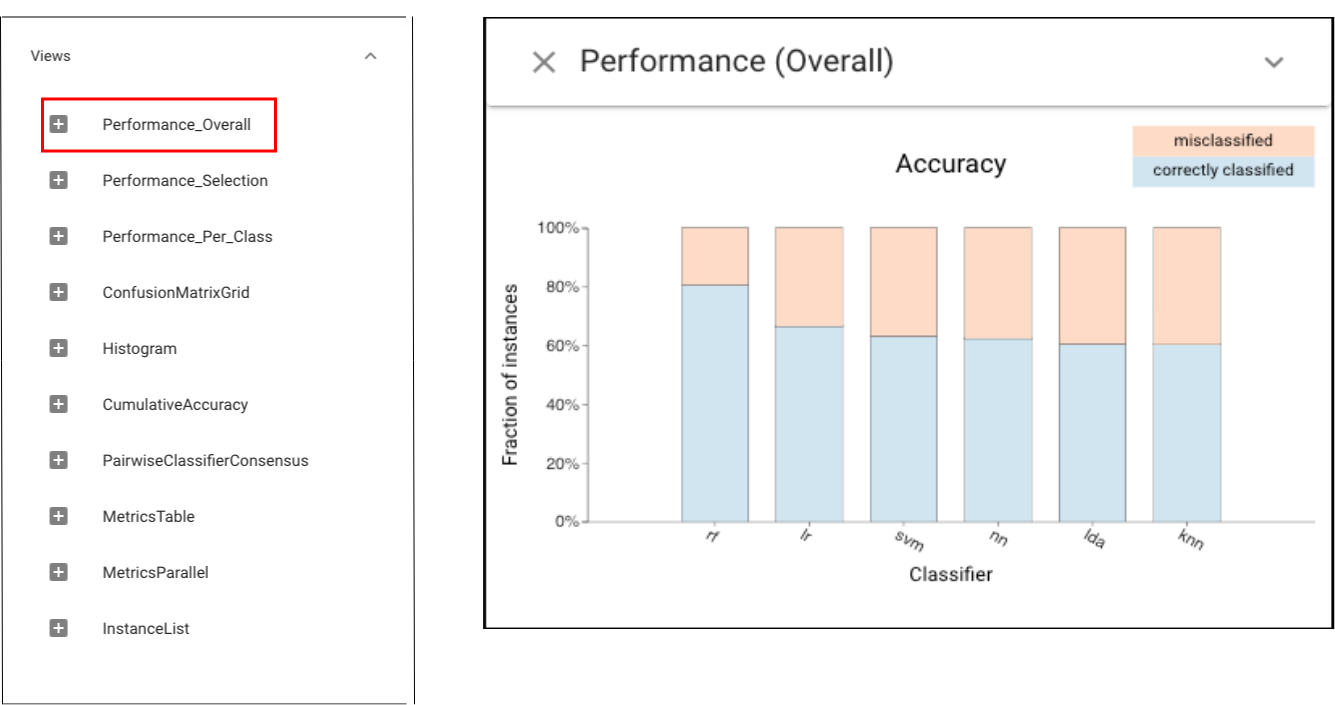 Views
Performance_Overall
Performance_Selection
Performance_Per_Class
ConfusionMatrixGrid
Histogram
CumulativeAccuracy
PairwiseClassifierConsensus
MetricsTable
MetricsParallel
InstanceList
Performance (Overall)
misclassified
correctly classified
Accuracy
Fraction of instances
100%
80%
60%
40%
20%
0%
rf
lr
svm
nn
lda
knn
Classifier